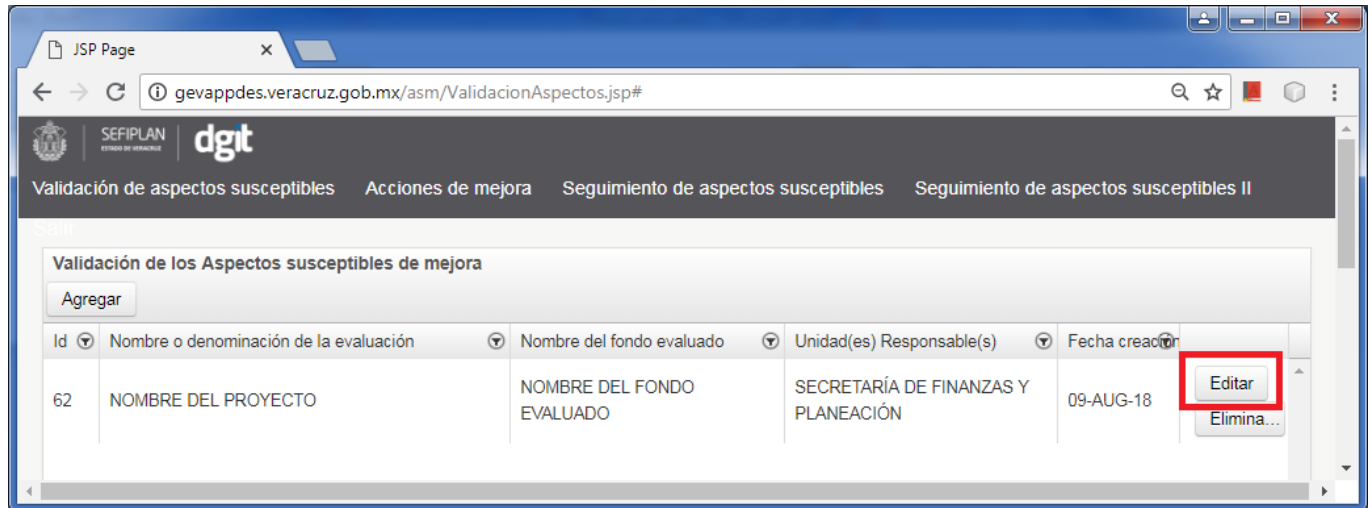 JSP Page
gevappdes.veracruz.gob.mx/asm/ValidacionAspectos.jsp#
SEFIPLAN
ESTADO DE VERACRUZ
dgit
Validación de aspectos susceptibles Acciones de mejora Seguimiento de aspectos susceptibles Seguimiento de aspectos susceptibles II
Salir
Validación de los Aspectos susceptibles de mejora
Agregar
Id Nombre o denominación de la evaluación Nombre del fondo evaluado Unidad(es) Responsable(s) Fecha creación
62 NOMBRE DEL PROYECTO NOMBRE DEL FONDO EVALUADO SECRETARÍA DE FINANZAS Y PLANEACIÓN 09-AUG-18 Editar
Elimina...